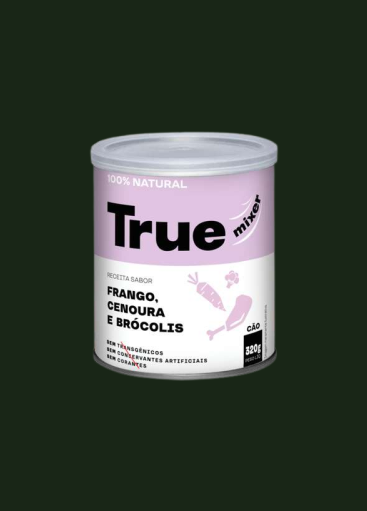 100% NATURAL
True
mixer
RECEITA SABOR
FRANGO,
CENOURA
E BRÓCOLIS
SEM TRANSGÊNICOS
SEM CONSERVANTES ARTIFICIAIS
SEM CORANTES
CÃO
320g